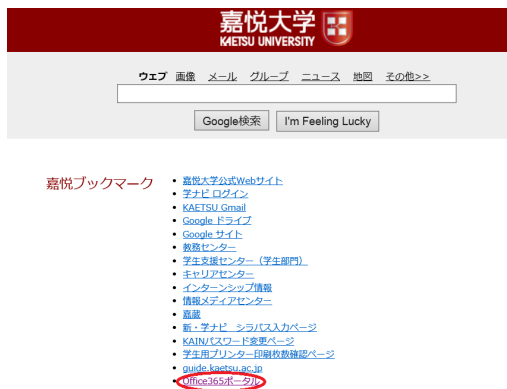 嘉悦大学
KAETSU UNIVERSITY
ウェブ 画像 メール グループ ニュース 地図 その他>>
Google検索 I'm Feeling Lucky
嘉悦ブックマーク
嘉悦大学公式Webサイト
学ナビ ログイン
KAETSU Gmail
Google ドライブ
Google サイト
教務センター
学生支援センター（学生部門）
キャリアセンター
インターンシップ情報
情報メディアセンター
嘉蔵
新・学ナビ　シラバス入力ページ
KAINパスワード変更ページ
学生用プリンター印刷枚数確認ページ
guide.kaetsu.ac.jp
Office365ポータル